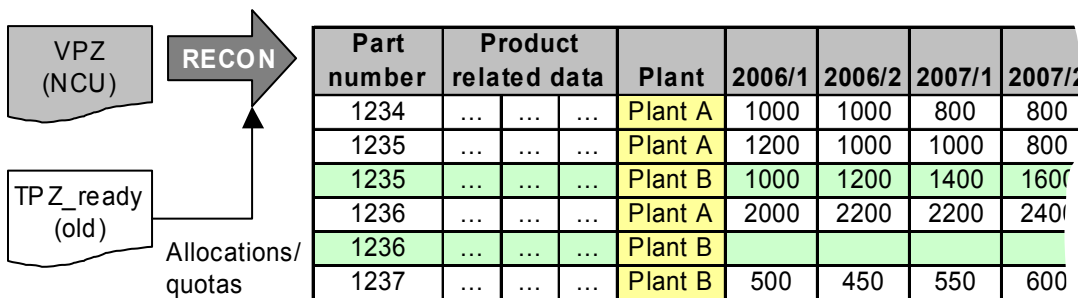 VPZ
(NCU)
RECON
TPZ_ready
(old)
Allocations/
quotas
Part number Product related data Plant 2006/1 2006/2 2007/1 2007/2
1234 ... ... ... Plant A 1000 1000 800 800
1235 ... ... ... Plant A 1200 1000 1000 800
1235 ... ... ... Plant B 1000 1200 1400 1600
1236 ... ... ... Plant A 2000 2200 2200 2400
1236 ... ... ... Plant B
1237 ... ... ... Plant B 500 450 550 600